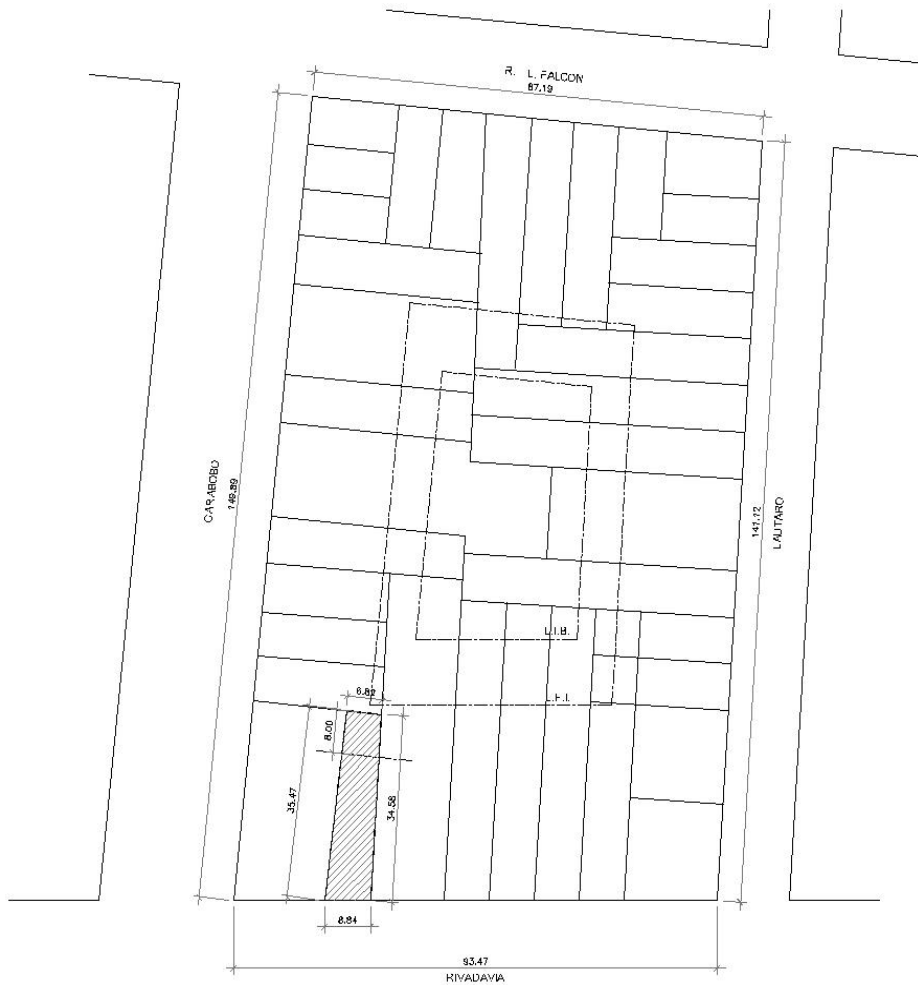 R. L. FALCON
87.19
CARABOBO
149.89
141.12
LAUTARO
L.I.B.
L.F.I.
6.82
8.00
35.47
34.58
8.84
93.47
RIVADAVIA